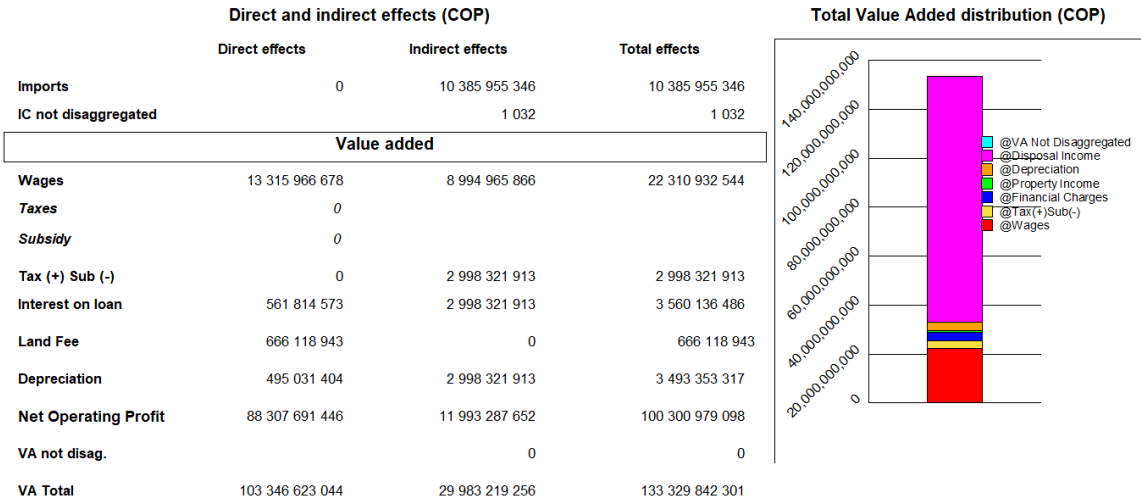 Direct and indirect effects (COP)
Direct effects Indirect effects Total effects
Imports 0 10 385 955 346 10 385 955 346
IC not disaggregated 1 032 1 032
Value added
Wages 13 315 966 678 8 994 965 866 22 310 932 544
Taxes 0
Subsidy 0
Tax (+) Sub (-) 0 2 998 321 913 2 998 321 913
Interest on loan 561 814 573 2 998 321 913 3 560 136 486
Land Fee 666 118 943 0 666 118 943
Depreciation 495 031 404 2 998 321 913 3 493 353 317
Net Operating Profit 88 307 691 446 11 993 287 652 100 300 979 098
VA not disag. 0 0
VA Total 103 346 623 044 29 983 219 256 133 329 842 301
Total Value Added distribution (COP)
140,000,000,000
120,000,000,000
100,000,000,000
80,000,000,000
60,000,000,000
40,000,000,000
20,000,000,000
0
@VA Not Disaggregated
@Disposal Income
@Depreciation
@Property Income
@Financial Charges
@Tax(+)Sub(-)
@Wages